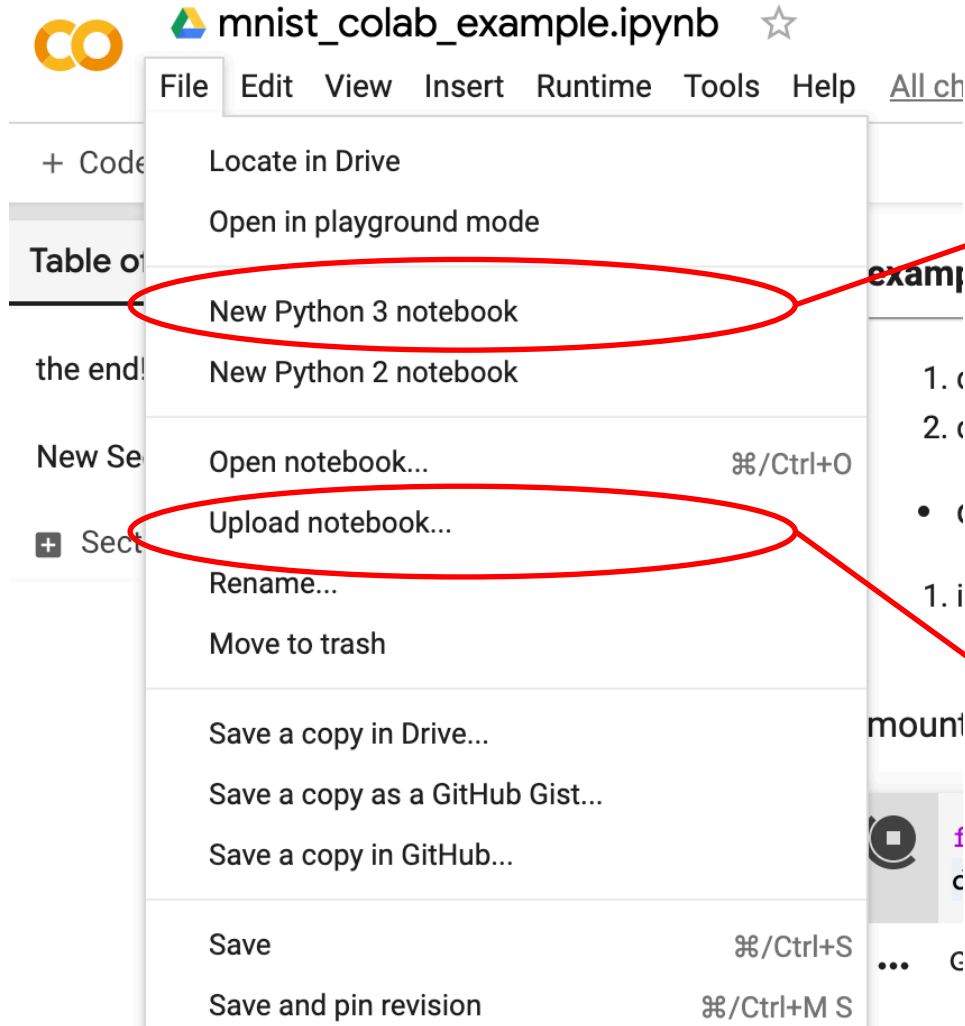 mnist_colab_example.ipynb
File Edit View Insert Runtime Tools Help All ch
+ Code
Locate in Drive
Open in playground mode
Table of
New Python 3 notebook
examp
the end!
New Python 2 notebook
1.
2.
New Se
Open notebook... ⌘/Ctrl+O
Upload notebook...
Sect
Rename...
1. i
Move to trash
mount
Save a copy in Drive...
Save a copy as a GitHub Gist...
f
Save a copy in GitHub...
d
Save ⌘/Ctrl+S
... G
Save and pin revision ⌘/Ctrl+M S